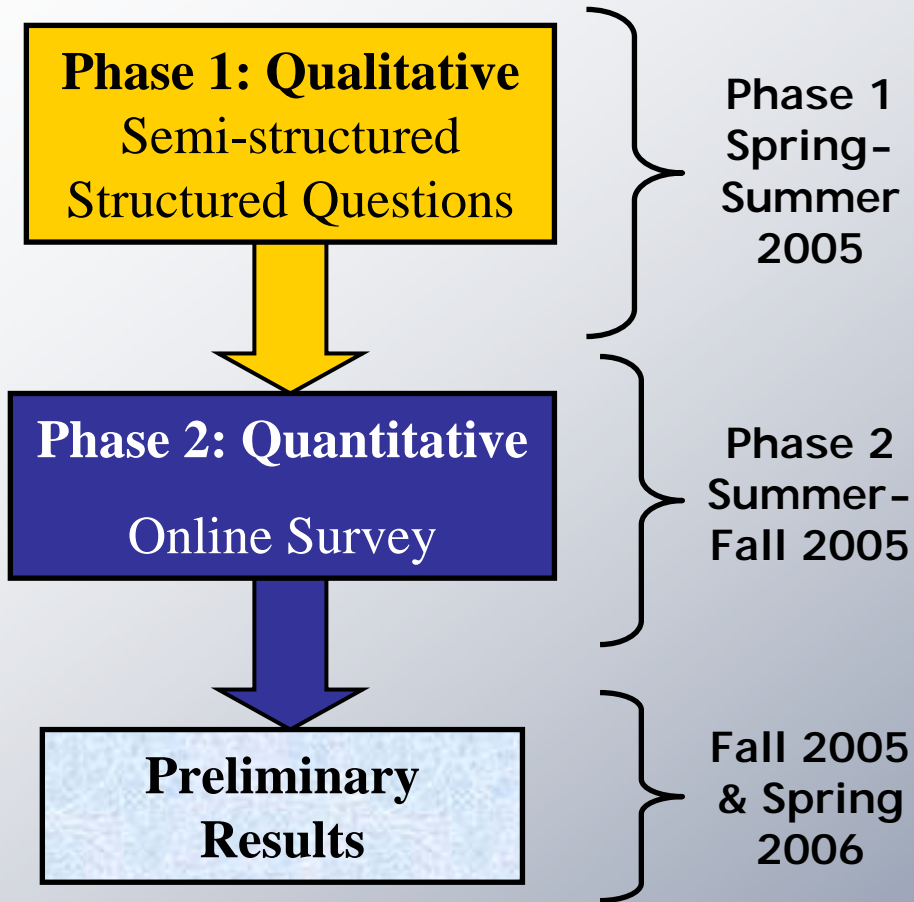 Phase 1: Qualitative
Semi-structured
Structured Questions
Phase 1
Spring-
Summer
2005
Phase 2: Quantitative
Online Survey
Phase 2
Summer-
Fall 2005
Preliminary
Results
Fall 2005
& Spring
2006